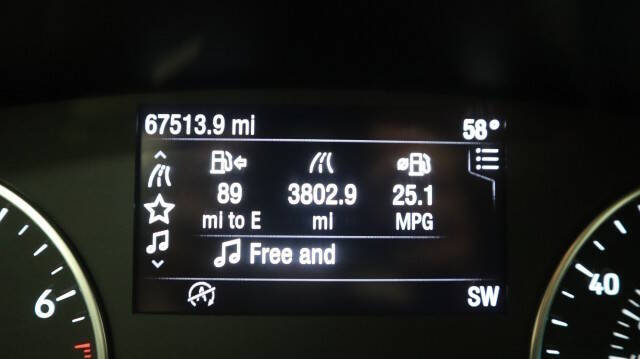 67513.9 mi 58°
89 3802.9 25.1
mi to E mi MPG
Free and
6 40
A SW